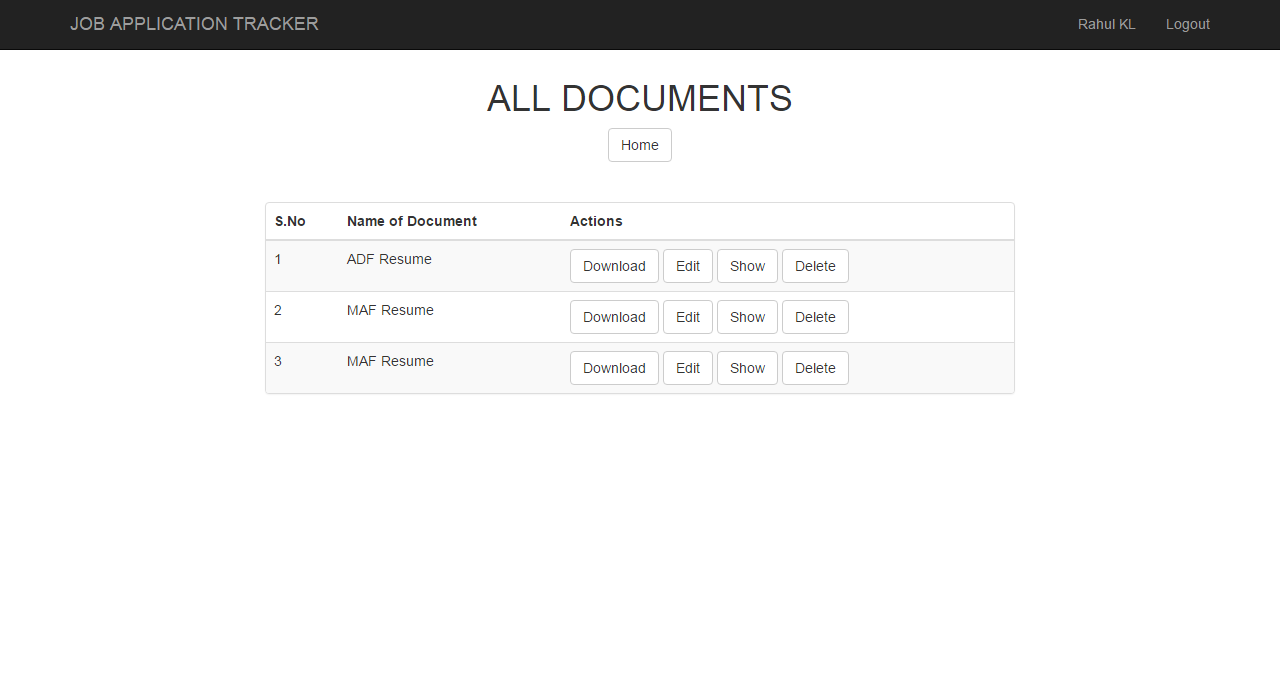 JOB APPLICATION TRACKER Rahul KL Logout
ALL DOCUMENTS
Home
S.No Name of Document Actions
1 ADF Resume Download Edit Show Delete
2 MAF Resume Download Edit Show Delete
3 MAF Resume Download Edit Show Delete